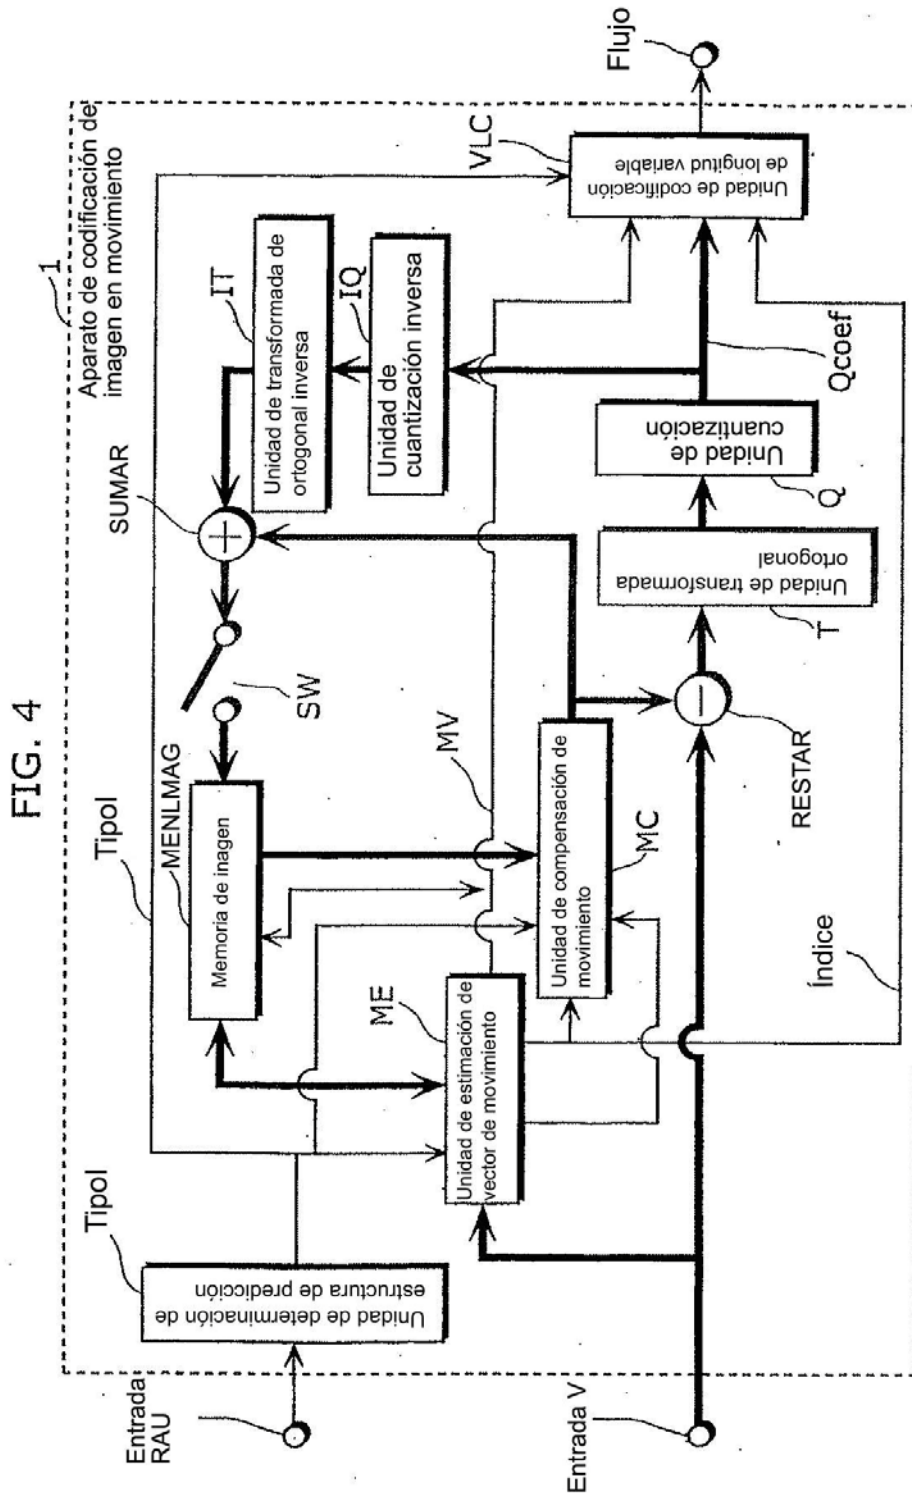 FIG. 4
1
Aparato de codificación de
imagen en movimiento
Tipol
SUMAR
IT
Unidad de transformada de
ortogonal inversa
IQ
Unidad de
cuantización inversa
VLC
Unidad de codificación
de longitud variable
Flujo
MENLMAG
Memoria de inagen
SW
MV
Tipol
Unidad de determinación de
estructura de predicción
Entrada
RAU
ME
Unidad de estimación de
vector de movimiento
Unidad de compensación de
movimiento
MC
RESTAR
Unidad de transformada
ortogonal
T
Unidad de
cuantización
Q
Qcoef
Índice
Entrada V